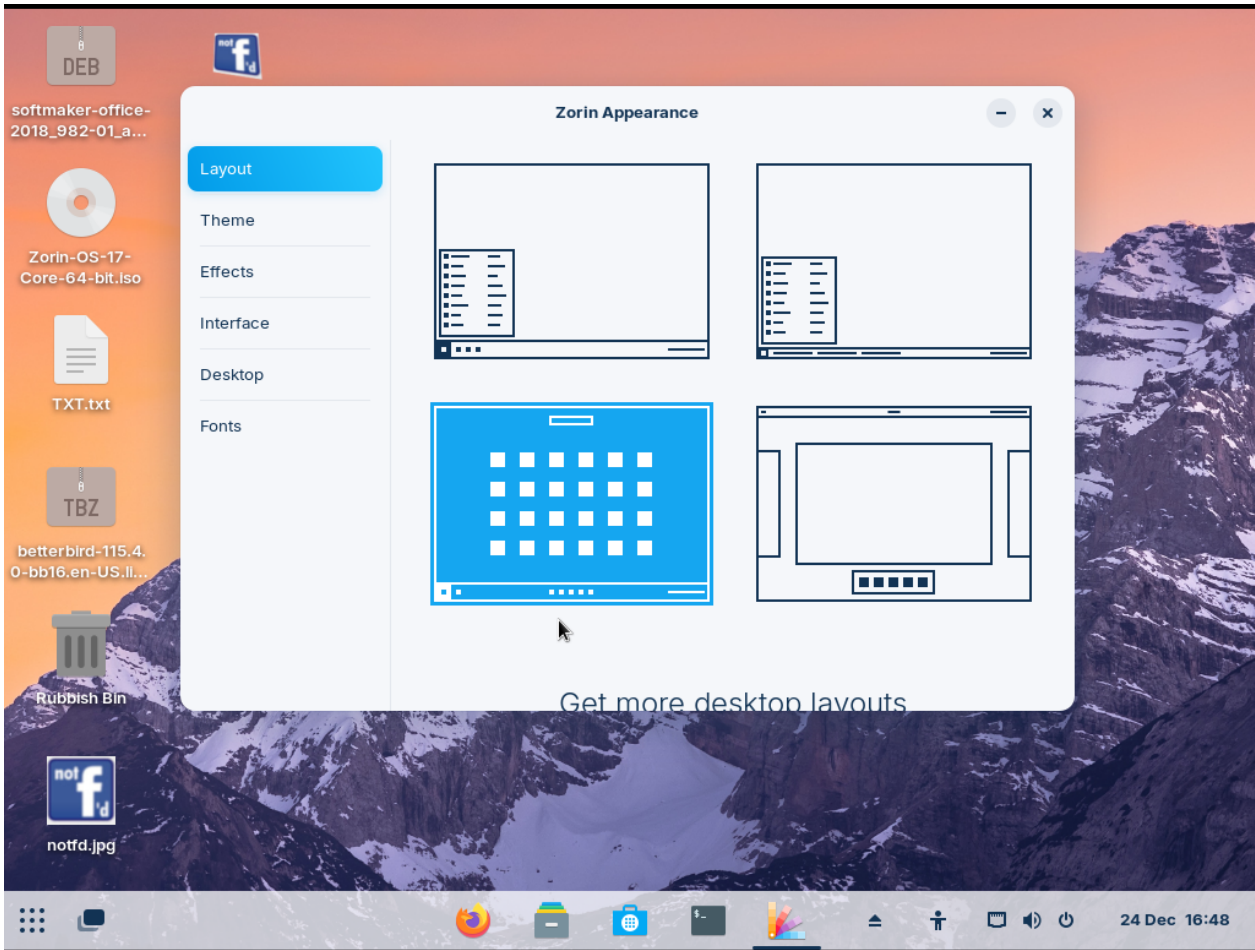 DEB
softmaker-office-
2018_982-01_a...
Zorin-OS-17-
Core-64-bit.iso
TXT.txt
TBZ
betterbird-115.4.
0-bb16.en-US.li...
Rubbish Bin
not f 'd
notfd.jpg
not f 'd
Zorin Appearance
Layout
Theme
Effects
Interface
Desktop
Fonts
Get more desktop layouts
$_
24 Dec 16:48